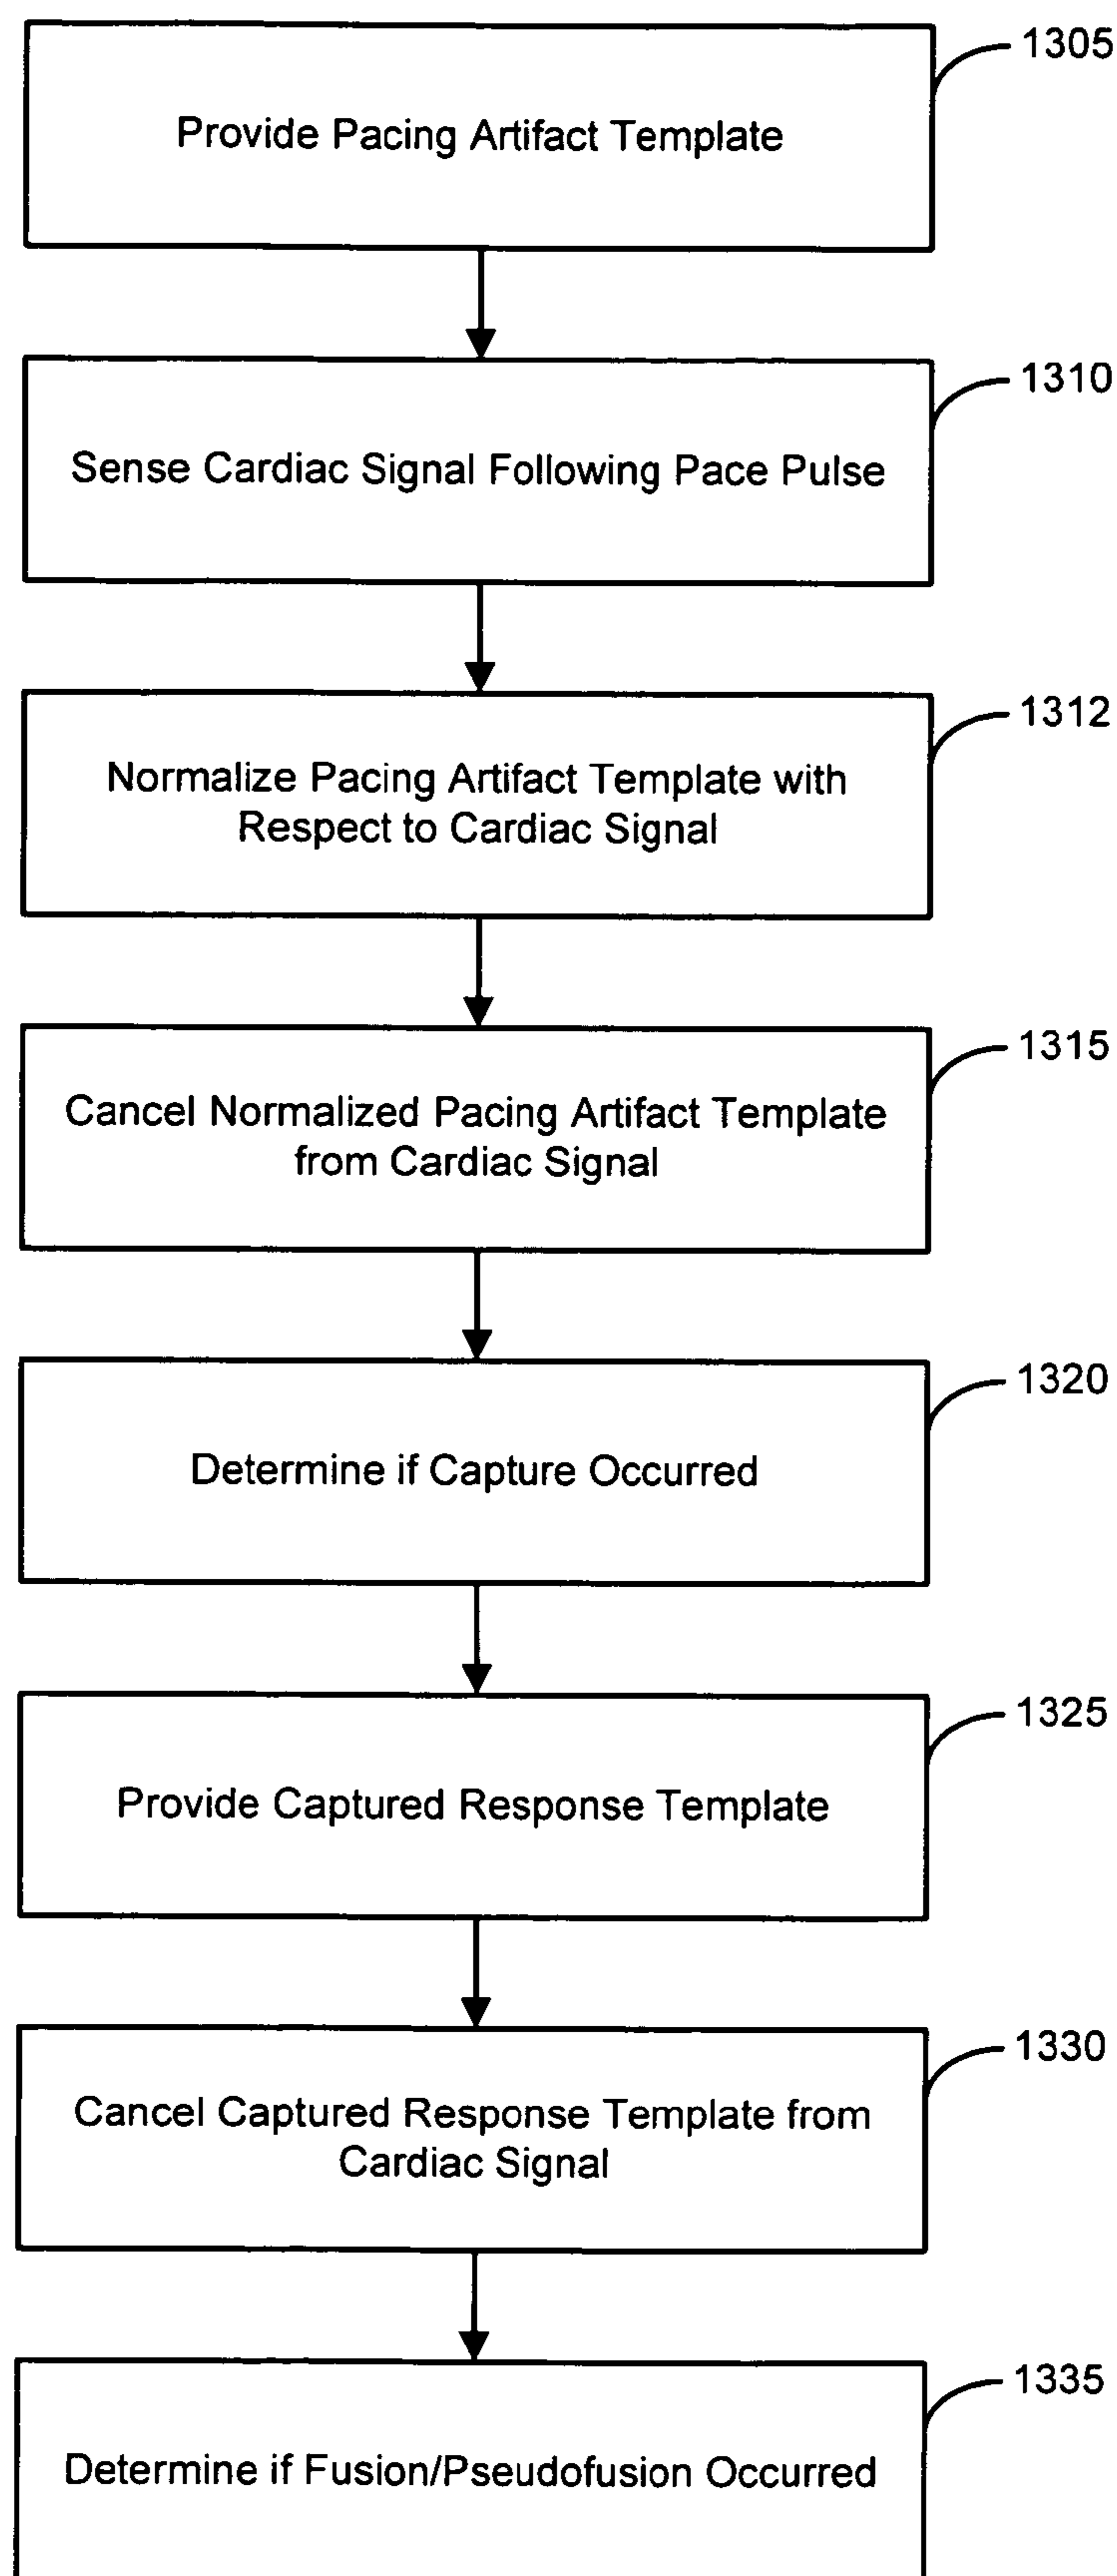 1305
Provide Pacing Artifact Template
1310
Sense Cardiac Signal Following Pace Pulse
1312
Normalize Pacing Artifact Template with
Respect to Cardiac Signal
1315
Cancel Normalized Pacing Artifact Template
from Cardiac Signal
1320
Determine if Capture Occurred
1325
Provide Captured Response Template
1330
Cancel Captured Response Template from
Cardiac Signal
1335
Determine if Fusion/Pseudofusion Occurred